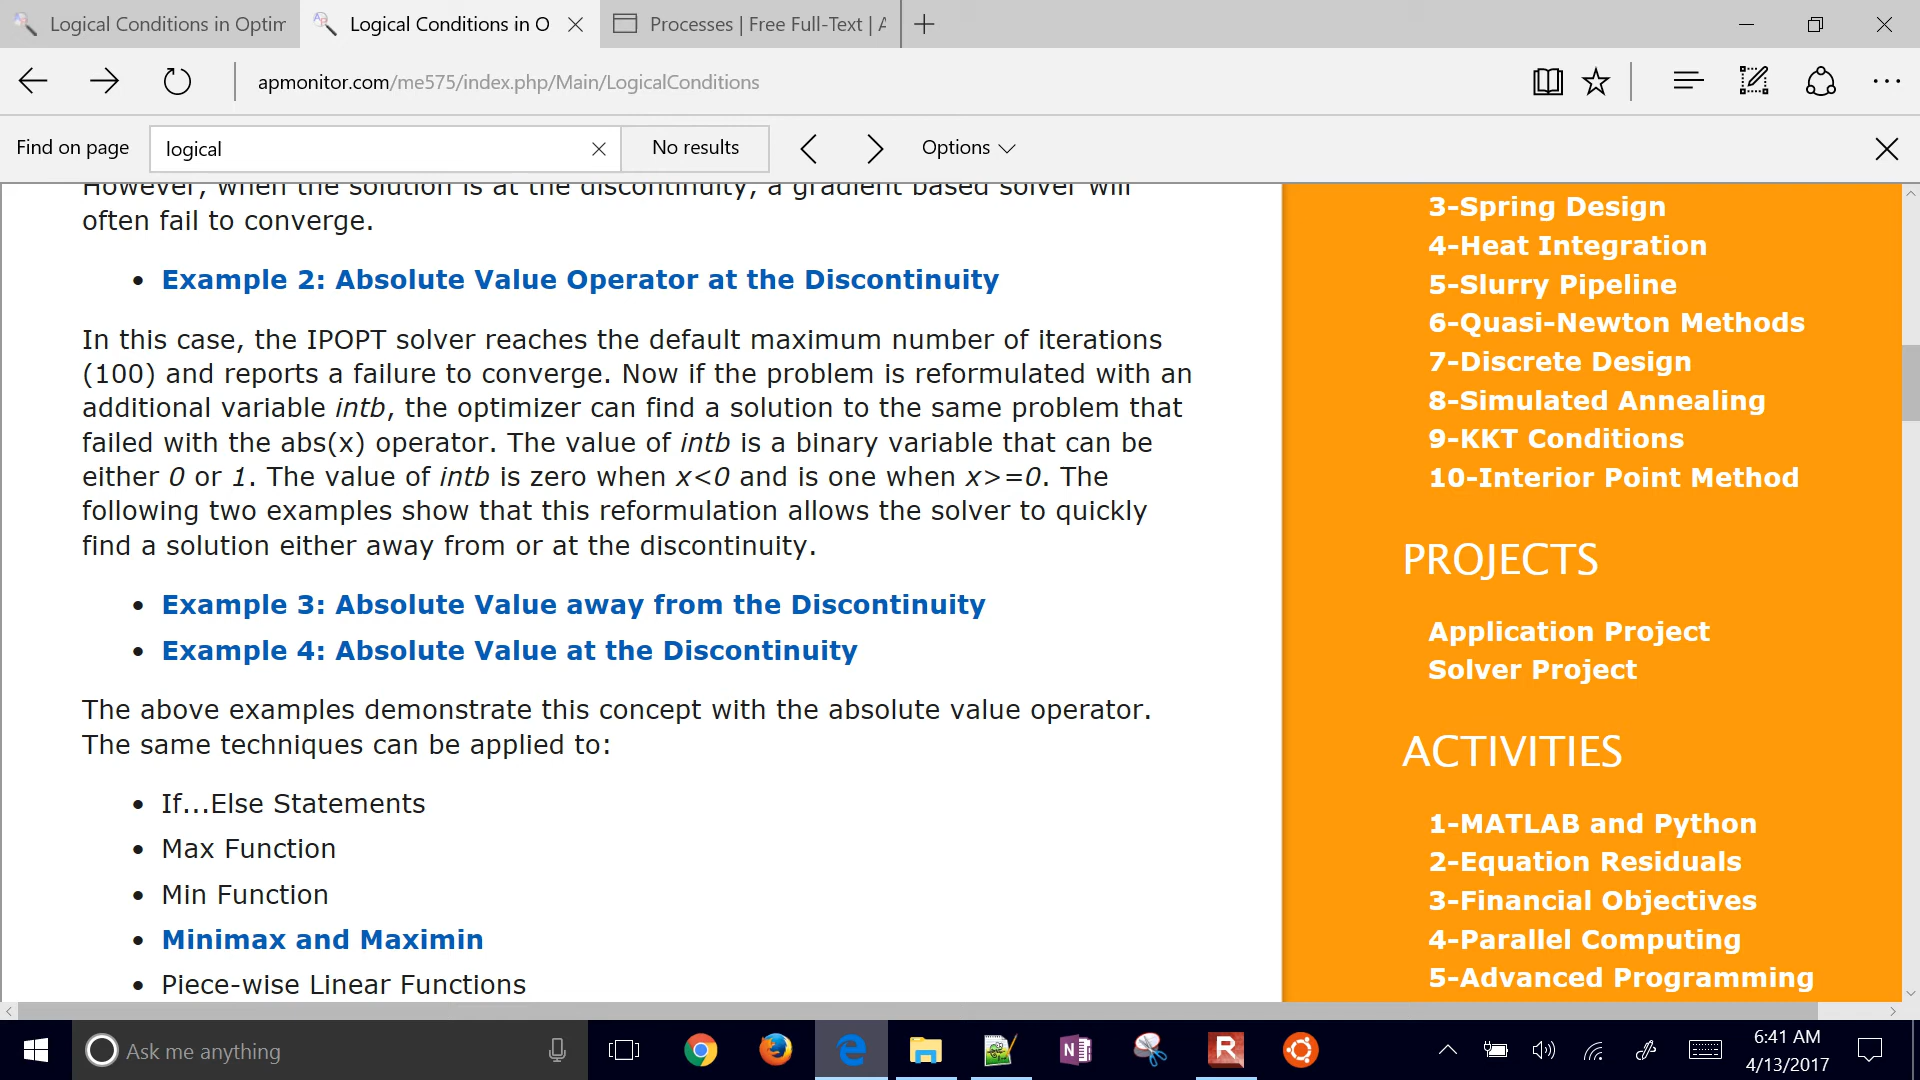 Logical Conditions in Optim
Logical Conditions in O
Processes | Free Full-Text | A
apmonitor.com/me575/index.php/Main/LogicalConditions
Find on page
logical
No results
Options
However, when the solution is at the discontinuity, a gradient based solver will
often fail to converge.
• Example 2: Absolute Value Operator at the Discontinuity
In this case, the IPOPT solver reaches the default maximum number of iterations
(100) and reports a failure to converge. Now if the problem is reformulated with an
additional variable intb, the optimizer can find a solution to the same problem that
failed with the abs(x) operator. The value of intb is a binary variable that can be
either 0 or 1. The value of intb is zero when x<0 and is one when x>=0. The
following two examples show that this reformulation allows the solver to quickly
find a solution either away from or at the discontinuity.
• Example 3: Absolute Value away from the Discontinuity
• Example 4: Absolute Value at the Discontinuity
The above examples demonstrate this concept with the absolute value operator.
The same techniques can be applied to:
• If...Else Statements
• Max Function
• Min Function
• Minimax and Maximin
• Piece-wise Linear Functions
3-Spring Design
4-Heat Integration
5-Slurry Pipeline
6-Quasi-Newton Methods
7-Discrete Design
8-Simulated Annealing
9-KKT Conditions
10-Interior Point Method
PROJECTS
Application Project
Solver Project
ACTIVITIES
1-MATLAB and Python
2-Equation Residuals
3-Financial Objectives
4-Parallel Computing
5-Advanced Programming
Ask me anything
6:41 AM
4/13/2017